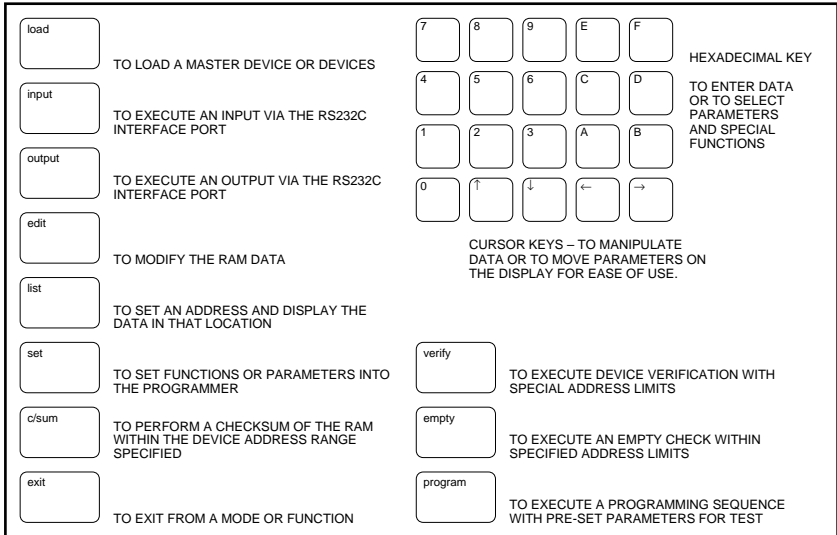 load
TO LOAD A MASTER DEVICE OR DEVICES
input
TO EXECUTE AN INPUT VIA THE RS232C
INTERFACE PORT
output
TO EXECUTE AN OUTPUT VIA THE RS232C
INTERFACE PORT
edit
TO MODIFY THE RAM DATA
list
TO SET AN ADDRESS AND DISPLAY THE
DATA IN THAT LOCATION
set
TO SET FUNCTIONS OR PARAMETERS INTO
THE PROGRAMMER
c/sum
TO PERFORM A CHECKSUM OF THE RAM
WITHIN THE DEVICE ADDRESS RANGE
SPECIFIED
exit
TO EXIT FROM A MODE OR FUNCTION
7 8 9 E F
4 5 6 C D
1 2 3 A B
0 ↑ ↓ ← →
HEXADECIMAL KEY
TO ENTER DATA
OR TO SELECT
PARAMETERS
AND SPECIAL
FUNCTIONS
CURSOR KEYS – TO MANIPULATE
DATA OR TO MOVE PARAMETERS ON
THE DISPLAY FOR EASE OF USE.
verify
TO EXECUTE DEVICE VERIFICATION WITH
SPECIAL ADDRESS LIMITS
empty
TO EXECUTE AN EMPTY CHECK WITHIN
SPECIFIED ADDRESS LIMITS
program
TO EXECUTE A PROGRAMMING SEQUENCE
WITH PRE-SET PARAMETERS FOR TEST